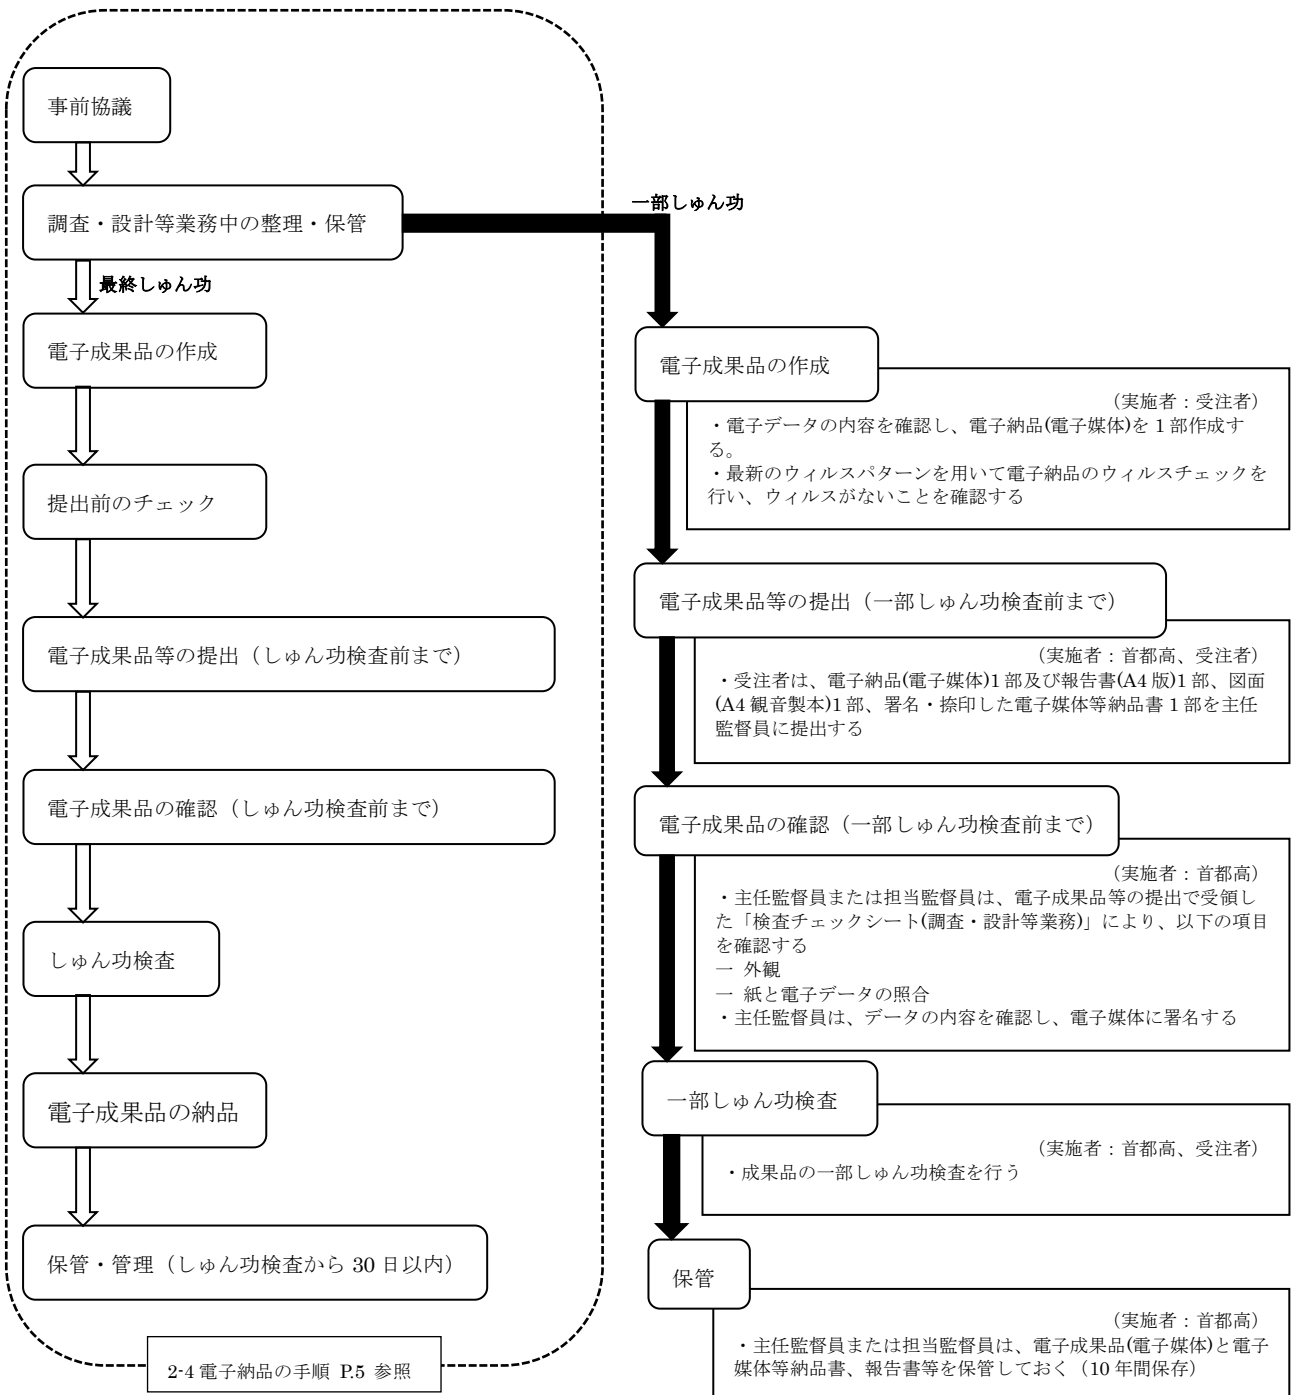 事前協議
調査・設計等業務中の整理・保管
最終しゅん功
電子成果品の作成
提出前のチェック
電子成果品等の提出（しゅん功検査前まで）
電子成果品の確認（しゅん功検査前まで）
しゅん功検査
電子成果品の納品
保管・管理（しゅん功検査から 30 日以内）
2-4 電子納品の手順 P.5 参照
一部しゅん功
電子成果品の作成
（実施者：受注者）
・電子データの内容を確認し、電子納品(電子媒体)を 1 部作成す
る。
・最新のウィルスパターンを用いて電子納品のウィルスチェックを
行い、ウィルスがないことを確認する
電子成果品等の提出（一部しゅん功検査前まで）
（実施者：首都高、受注者）
・受注者は、電子納品(電子媒体)1 部及び報告書(A4 版)1 部、図面
(A4 観音製本)1 部、署名・捺印した電子媒体等納品書 1 部を主任
監督員に提出する
電子成果品の確認（一部しゅん功検査前まで）
（実施者：首都高）
・主任監督員または担当監督員は、電子成果品等の提出で受領し
た「検査チェックシート(調査・設計等業務)」により、以下の項目
を確認する
― 外観
― 紙と電子データの照合
・主任監督員は、データの内容を確認し、電子媒体に署名する
一部しゅん功検査
（実施者：首都高、受注者）
・成果品の一部しゅん功検査を行う
保管
（実施者：首都高）
・主任監督員または担当監督員は、電子成果品(電子媒体)と電子
媒体等納品書、報告書等を保管しておく（10 年間保存）